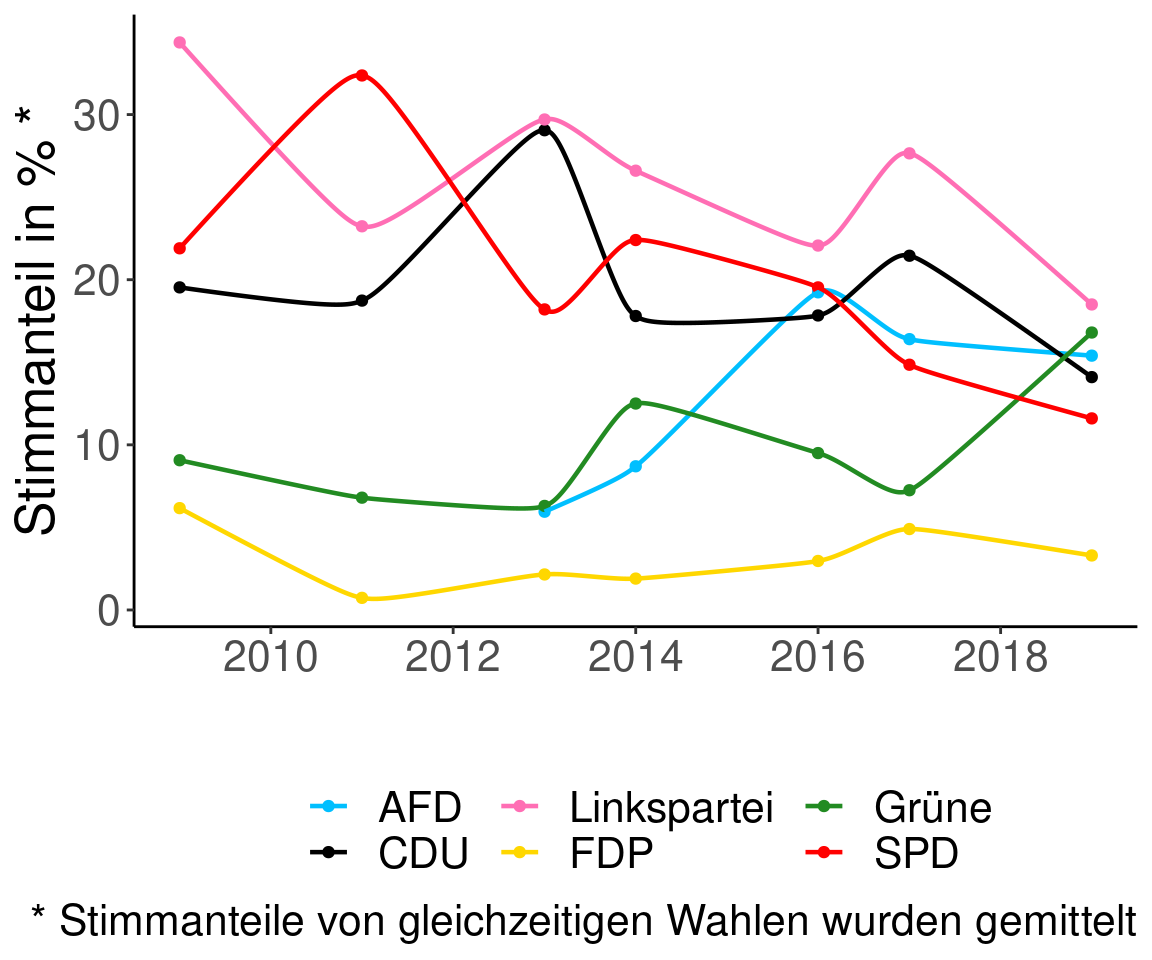 Stimmanteil in % *
30
20
10
0
2010 2012 2014 2016 2018
AFD Linkspartei Grüne
CDU FDP SPD
* Stimmanteile von gleichzeitigen Wahlen wurden gemittelt